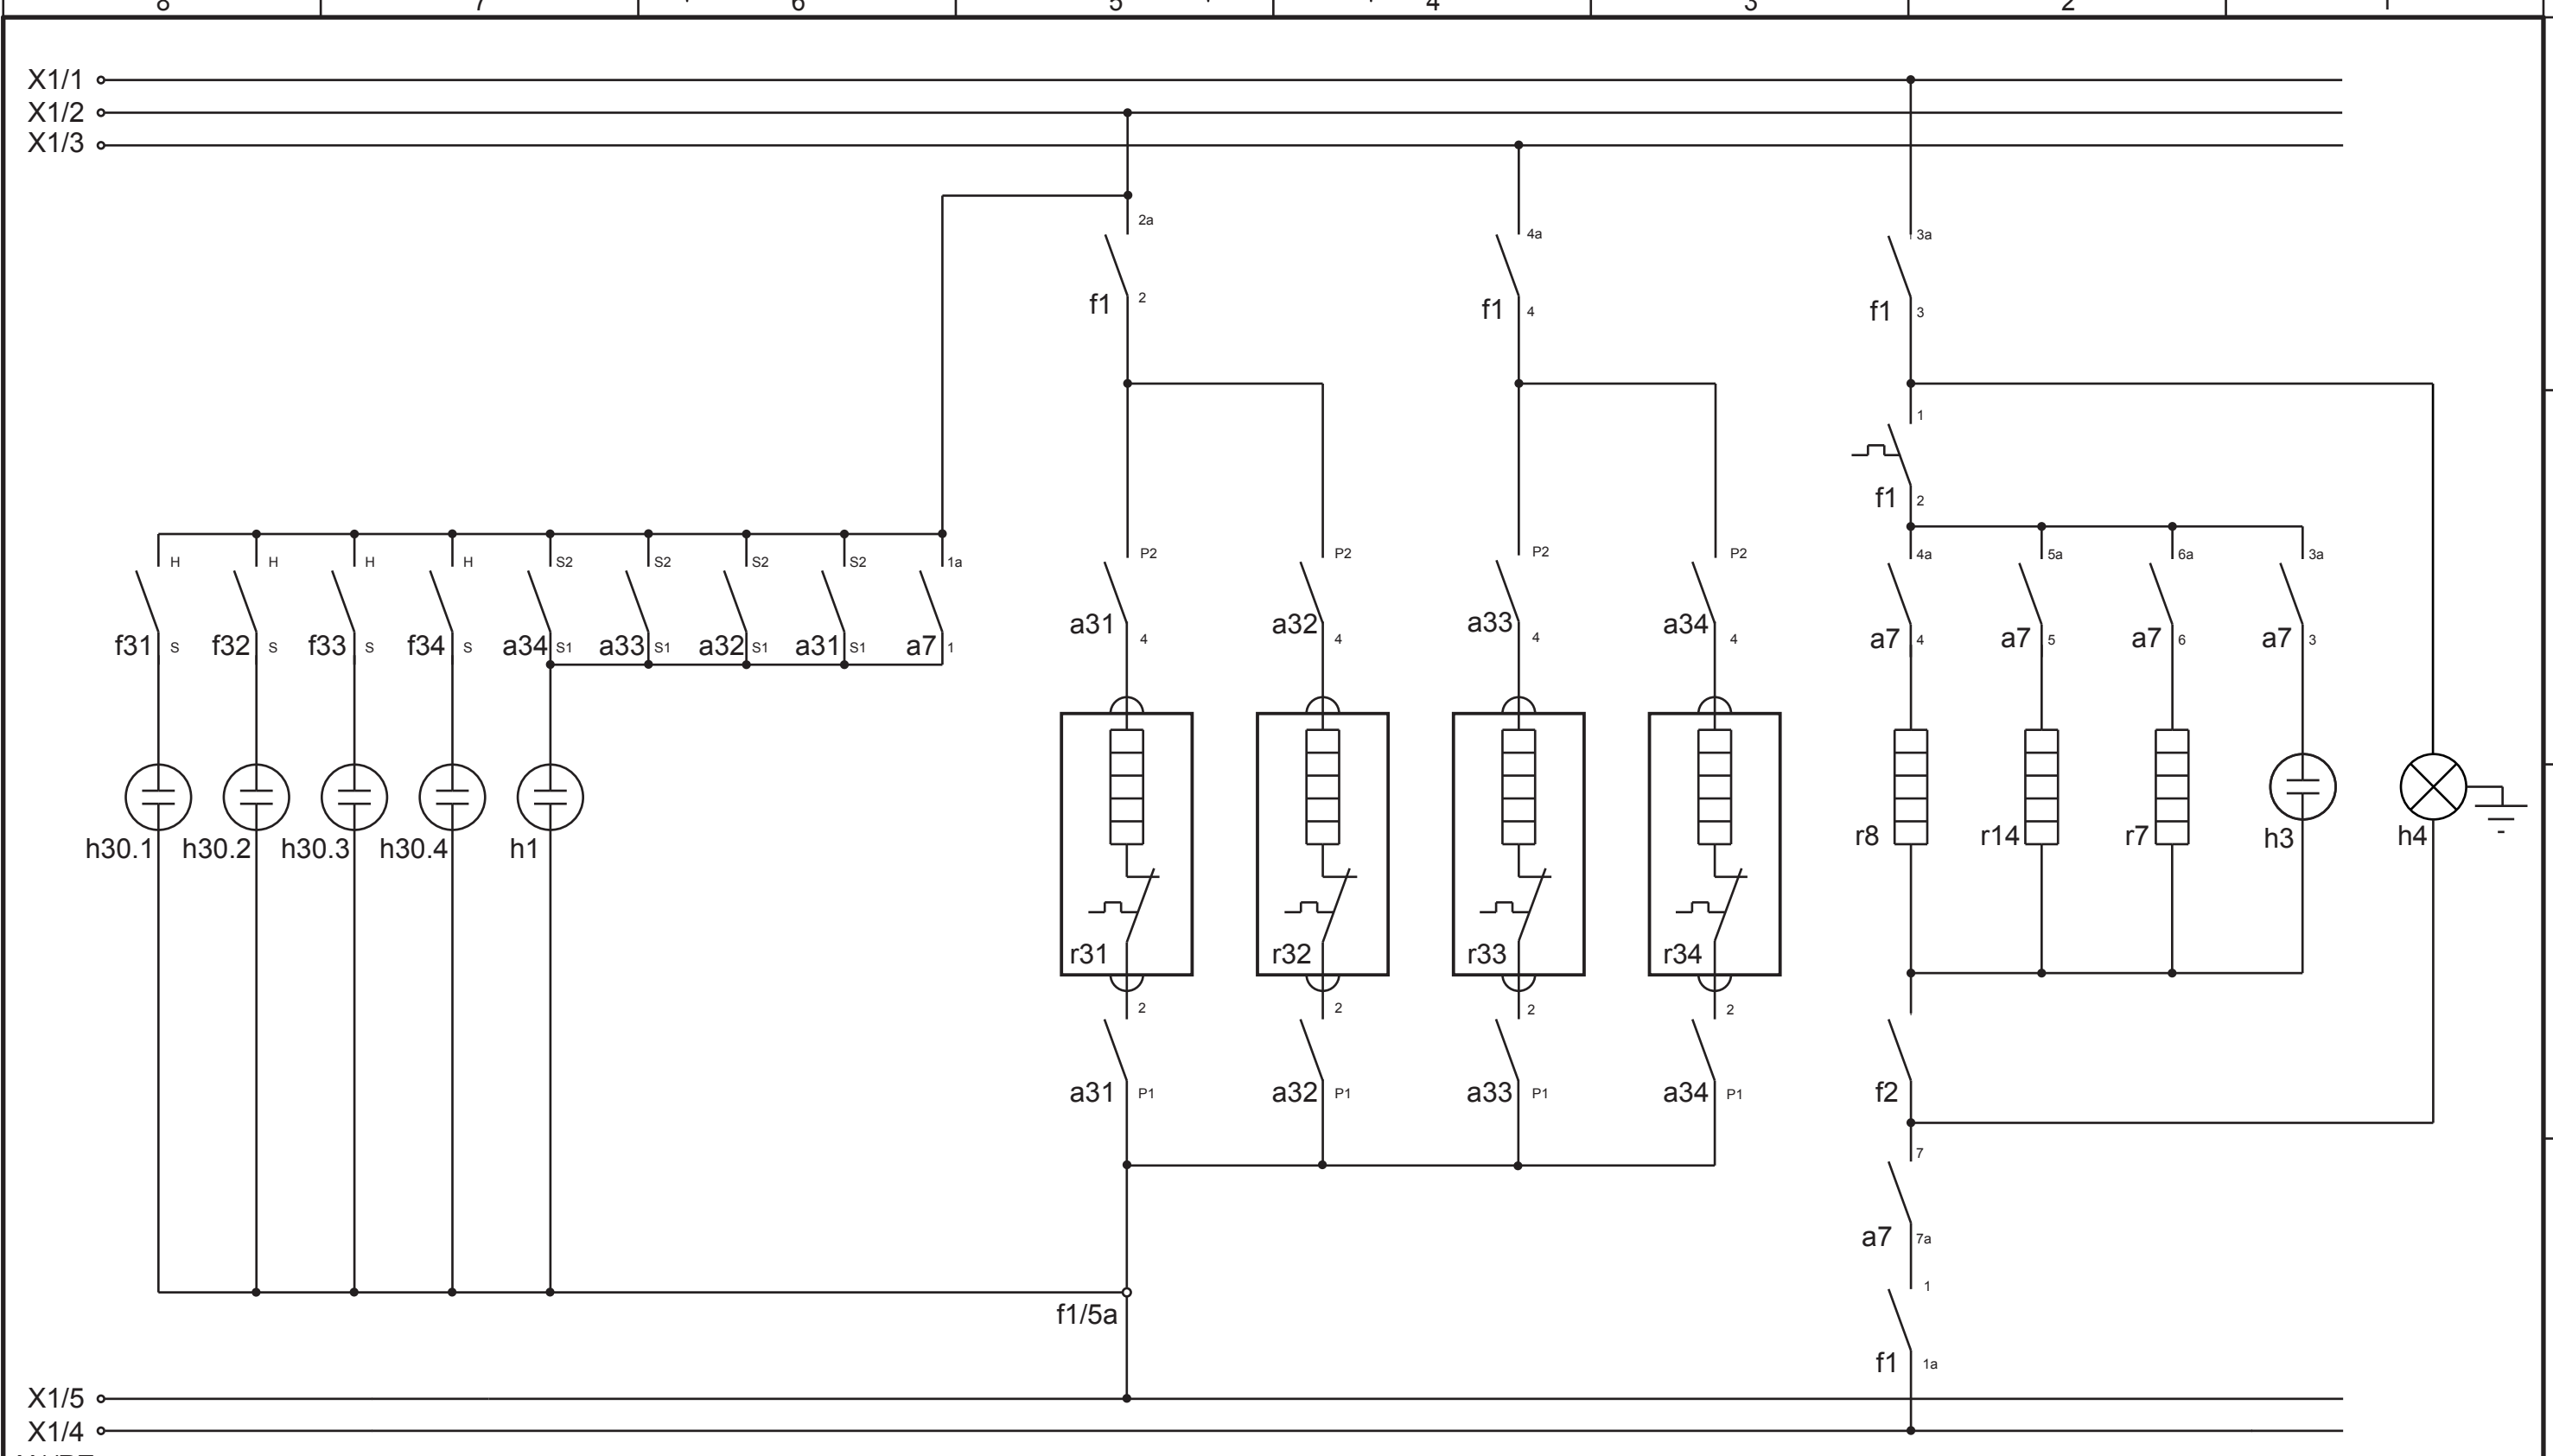 8 7 6 5 4 3 2 1
X1/1
X1/2
X1/3
2a 4a 3a
f1 2 f1 4 f1 3
1
f1 2
H H H H S2 S2 S2 S2 1a P2 P2 P2 P2 4a 5a 6a 3a
f31 S f32 S f33 S f34 S a34 S1 a33 S1 a32 S1 a31 S1 a7 1 a31 4 a32 4 a33 4 a34 4 a7 4 a7 5 a7 6 a7 3
h30.1 h30.2 h30.3 h30.4 h1 r8 r14 r7 h3 h4
r31 r32 r33 r34
2 2 2 2
a31 P1 a32 P1 a33 P1 a34 P1 f2
7
a7 7a
1
f1/5a
f1 1a
X1/5
X1/4